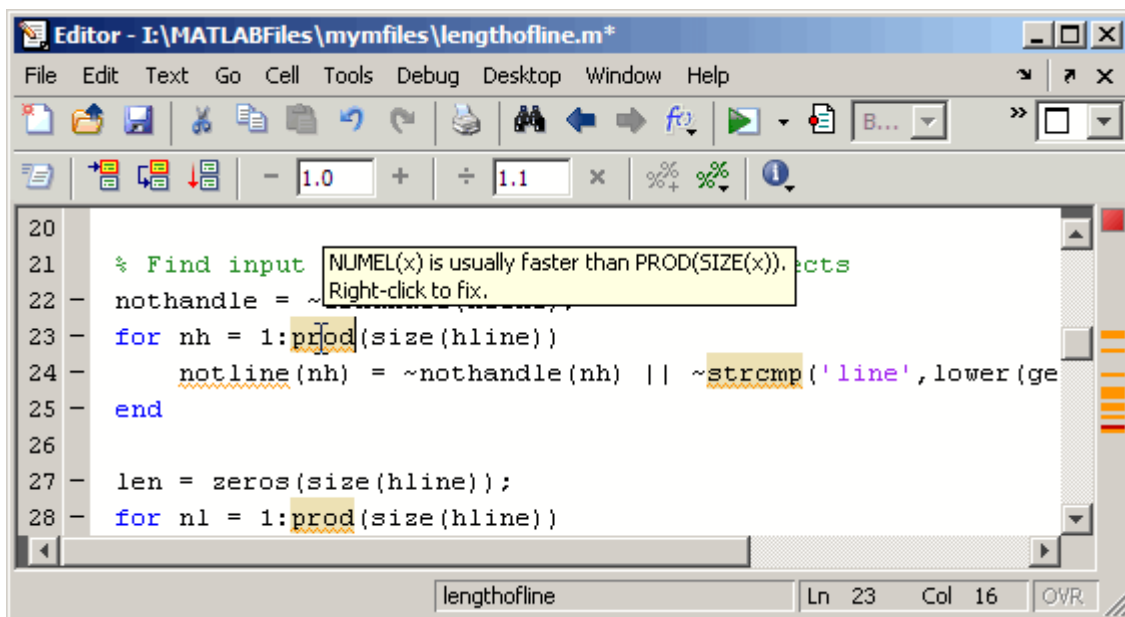 Editor - I:\MATLABFiles\mymfiles\lengthofline.m*
File Edit Text Go Cell Tools Debug Desktop Window Help
B...
1.0 1.1
20
21 % Find input ects
NUMEL(x) is usually faster than PROD(SIZE(x)).
Right-click to fix.
22 nothandle = ~
23 for nh = 1:prod(size(hline))
24 notline(nh) = ~nothandle(nh) || ~strcmp('line',lower(ge
25 end
26
27 len = zeros(size(hline));
28 for nl = 1:prod(size(hline))
lengthofline Ln 23 Col 16 OVR